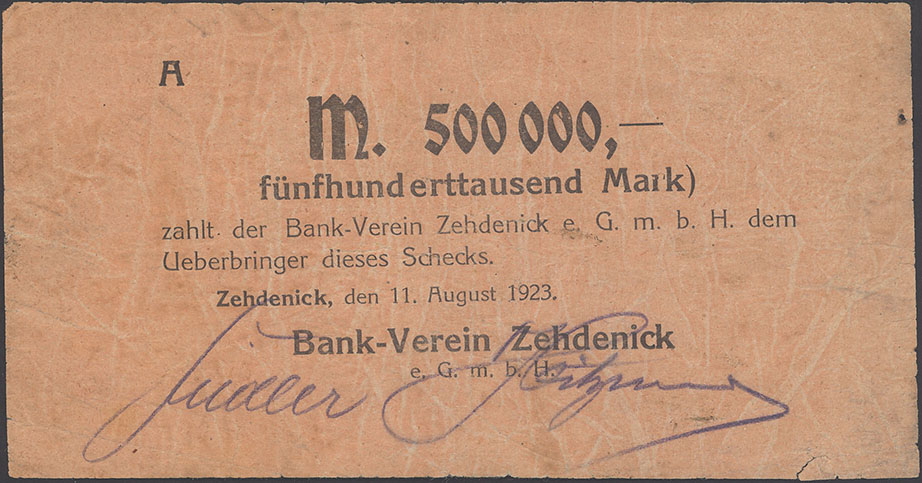 A
M. 500 000,—
fünfhunderttausend Mark)
zahlt der Bank-Verein Zehdenick e. G. m. b. H. dem
Ueberbringer dieses Schecks.
Zehdenick, den 11. August 1923.
Bank-Verein Zehdenick
e. G. m. b. H.